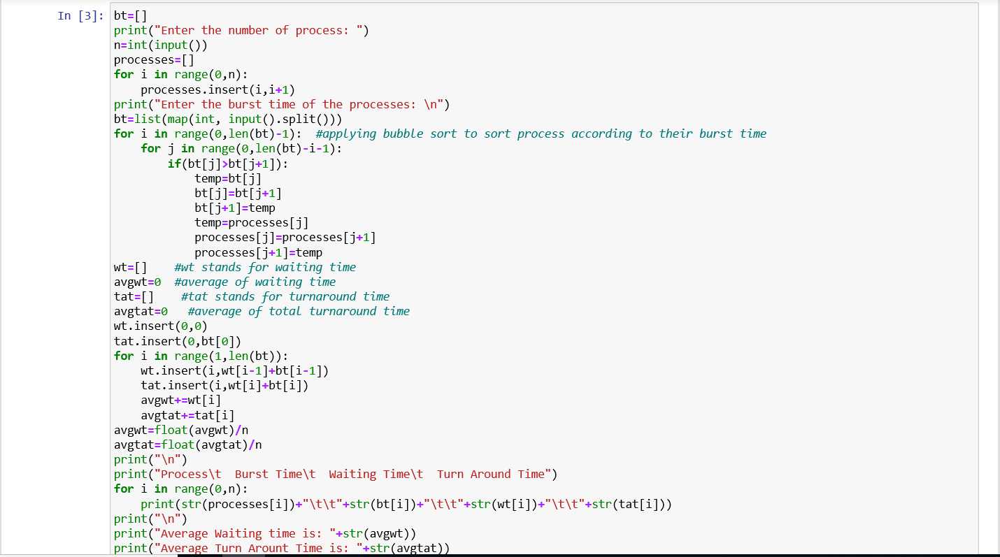 In [3]: bt=[]
print("Enter the number of process: ")
n=int(input())
processes=[]
for i in range(0,n):
    processes.insert(i,i+1)
print("Enter the burst time of the processes: \n")
bt=list(map(int, input().split()))
for i in range(0,len(bt)-1):  #applying bubble sort to sort process according to their burst time
    for j in range(0,len(bt)-i-1):
        if(bt[j]>bt[j+1]):
            temp=bt[j]
            bt[j]=bt[j+1]
            bt[j+1]=temp
            temp=processes[j]
            processes[j]=processes[j+1]
            processes[j+1]=temp
wt=[]    #wt stands for waiting time
avgwt=0  #average of waiting time
tat=[]    #tat stands for turnaround time
avgtat=0   #average of total turnaround time
wt.insert(0,0)
tat.insert(0,bt[0])
for i in range(1,len(bt)):
    wt.insert(i,wt[i-1]+bt[i-1])
    tat.insert(i,wt[i]+bt[i])
    avgwt+=wt[i]
    avgtat+=tat[i]
avgwt=float(avgwt)/n
avgtat=float(avgtat)/n
print("\n")
print("Process\t  Burst Time\t  Waiting Time\t  Turn Around Time")
for i in range(0,n):
    print(str(processes[i])+"\t\t"+str(bt[i])+"\t\t"+str(wt[i])+"\t\t"+str(tat[i]))
print("\n")
print("Average Waiting time is: "+str(avgwt))
print("Average Turn Arount Time is: "+str(avgtat))